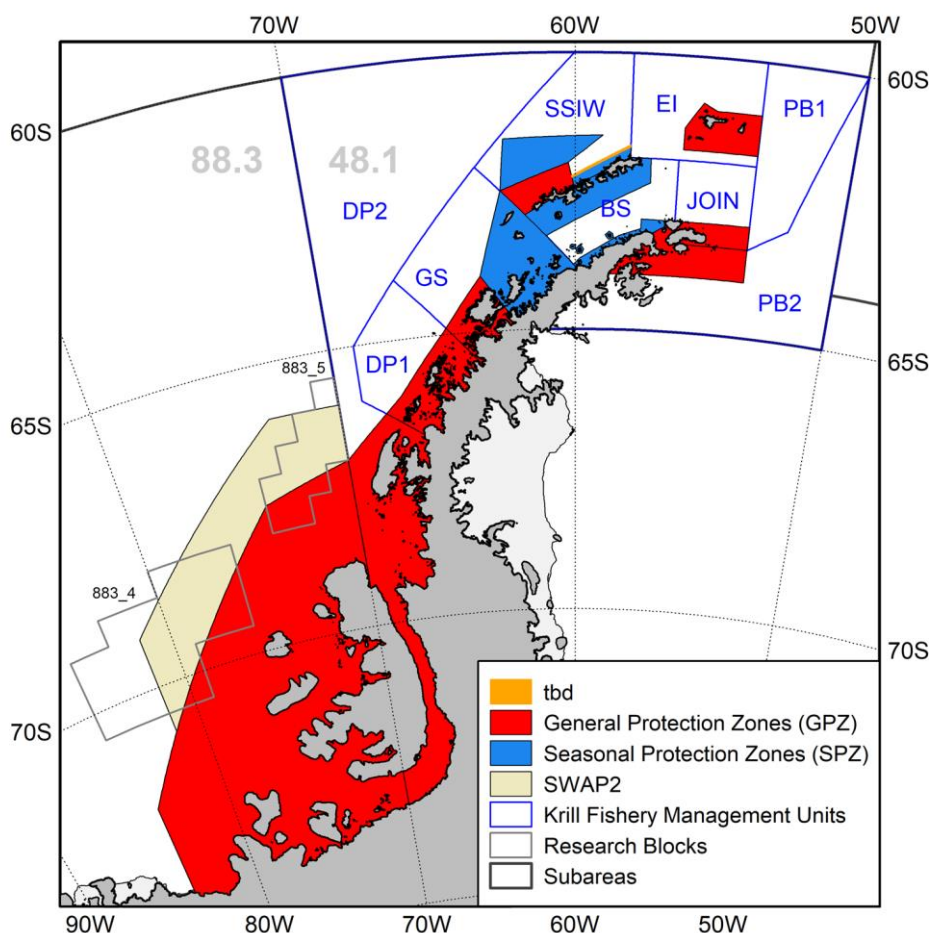 70W 60W 50W
60S
60S
SSIW EI PB1
88.3 48.1
DP2 BS JOIN
GS
PB2
DP1
883_5
65S
65S
883_4
70S
70S
tbd
General Protection Zones (GPZ)
Seasonal Protection Zones (SPZ)
SWAP2
Krill Fishery Management Units
Research Blocks
Subareas
90W 80W 70W 60W 50W